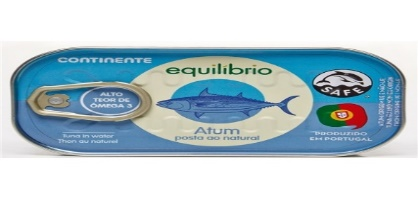 CONTINENTE
equilíbrio
ALTO
TEOR DE
ÓMEGA 3
SAFE
Atum
posta ao natural
Tuna in water
Thon au naturel
PRODUZIDO
EM PORTUGAL